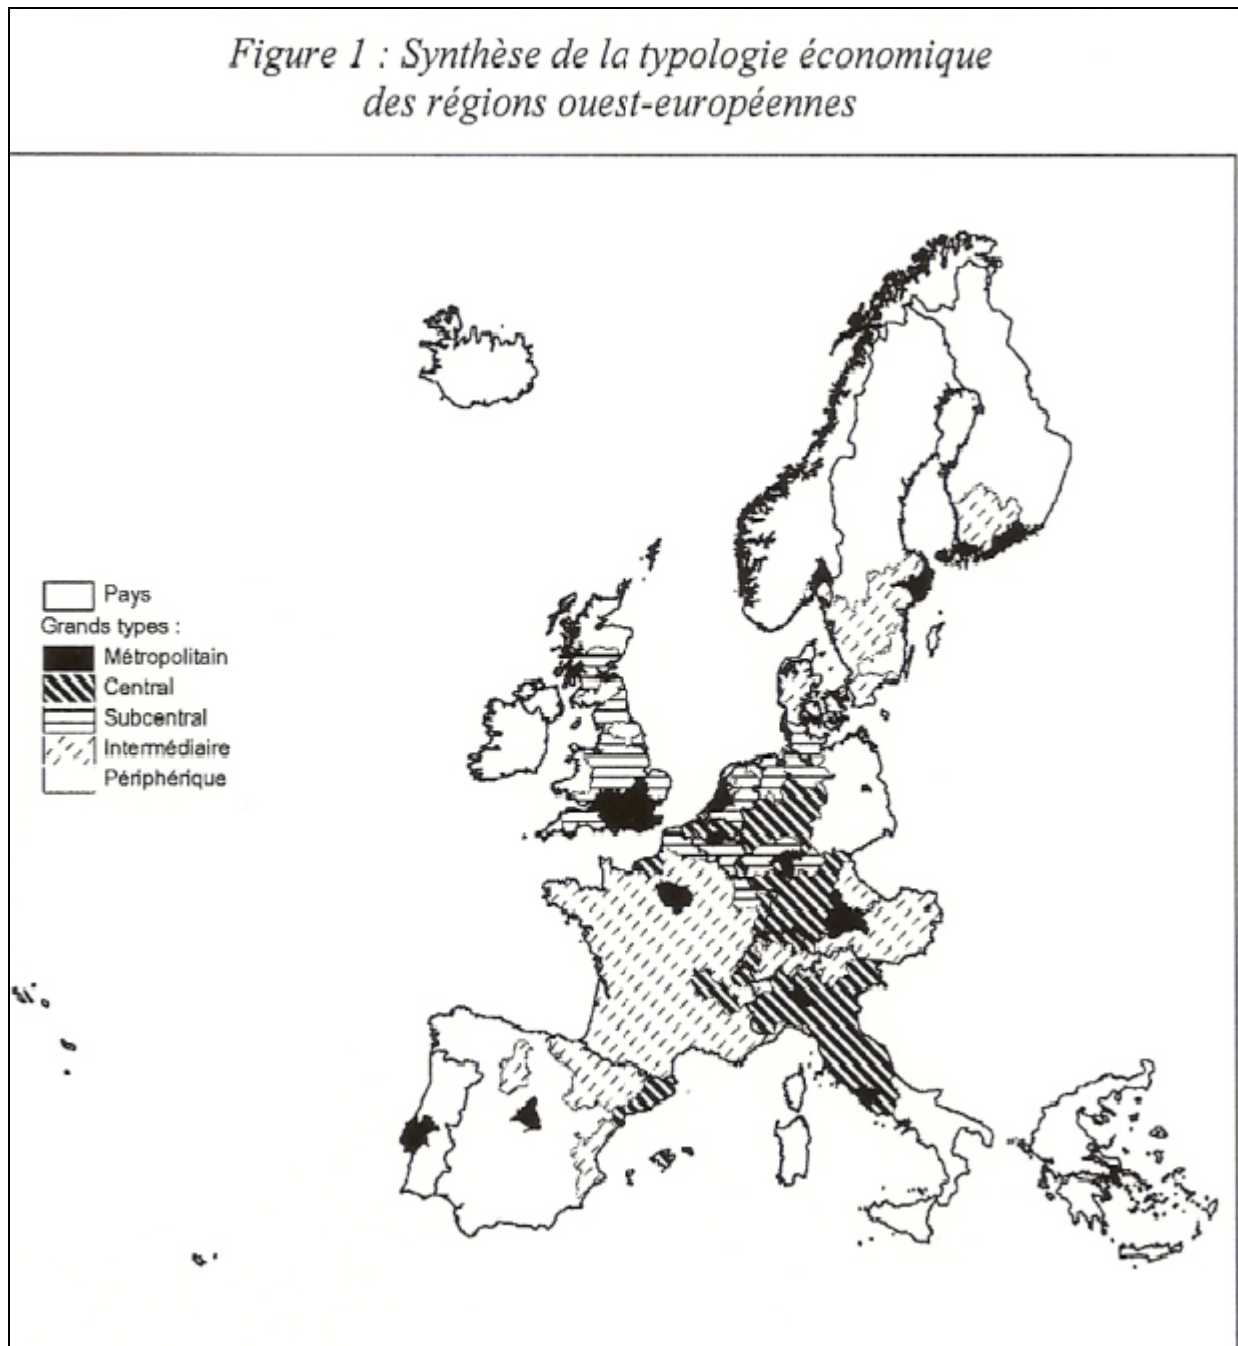 Figure 1 : Synthèse de la typologie économique
des régions ouest-européennes
Pays
Grands types :
Métropolitain
Central
Subcentral
Intermédiaire
Périphérique